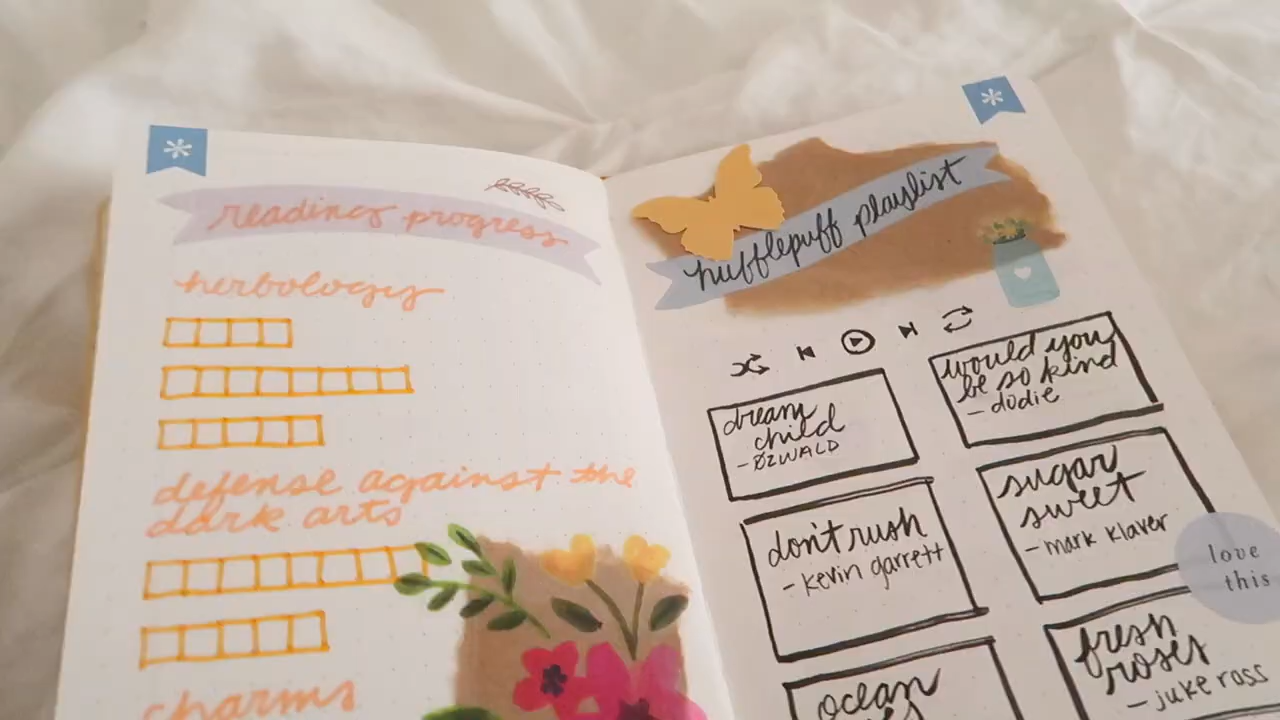 reading progress
herbology
defense against the
dark arts
charms
hufflepuff playlist
dream
child
- ØZWALD
would you
be so kind
- dodie
don't rush
- kevin garrett
sugar
sweet
- mark klaver
love
this
ocean
fresh
roses
- juke ross